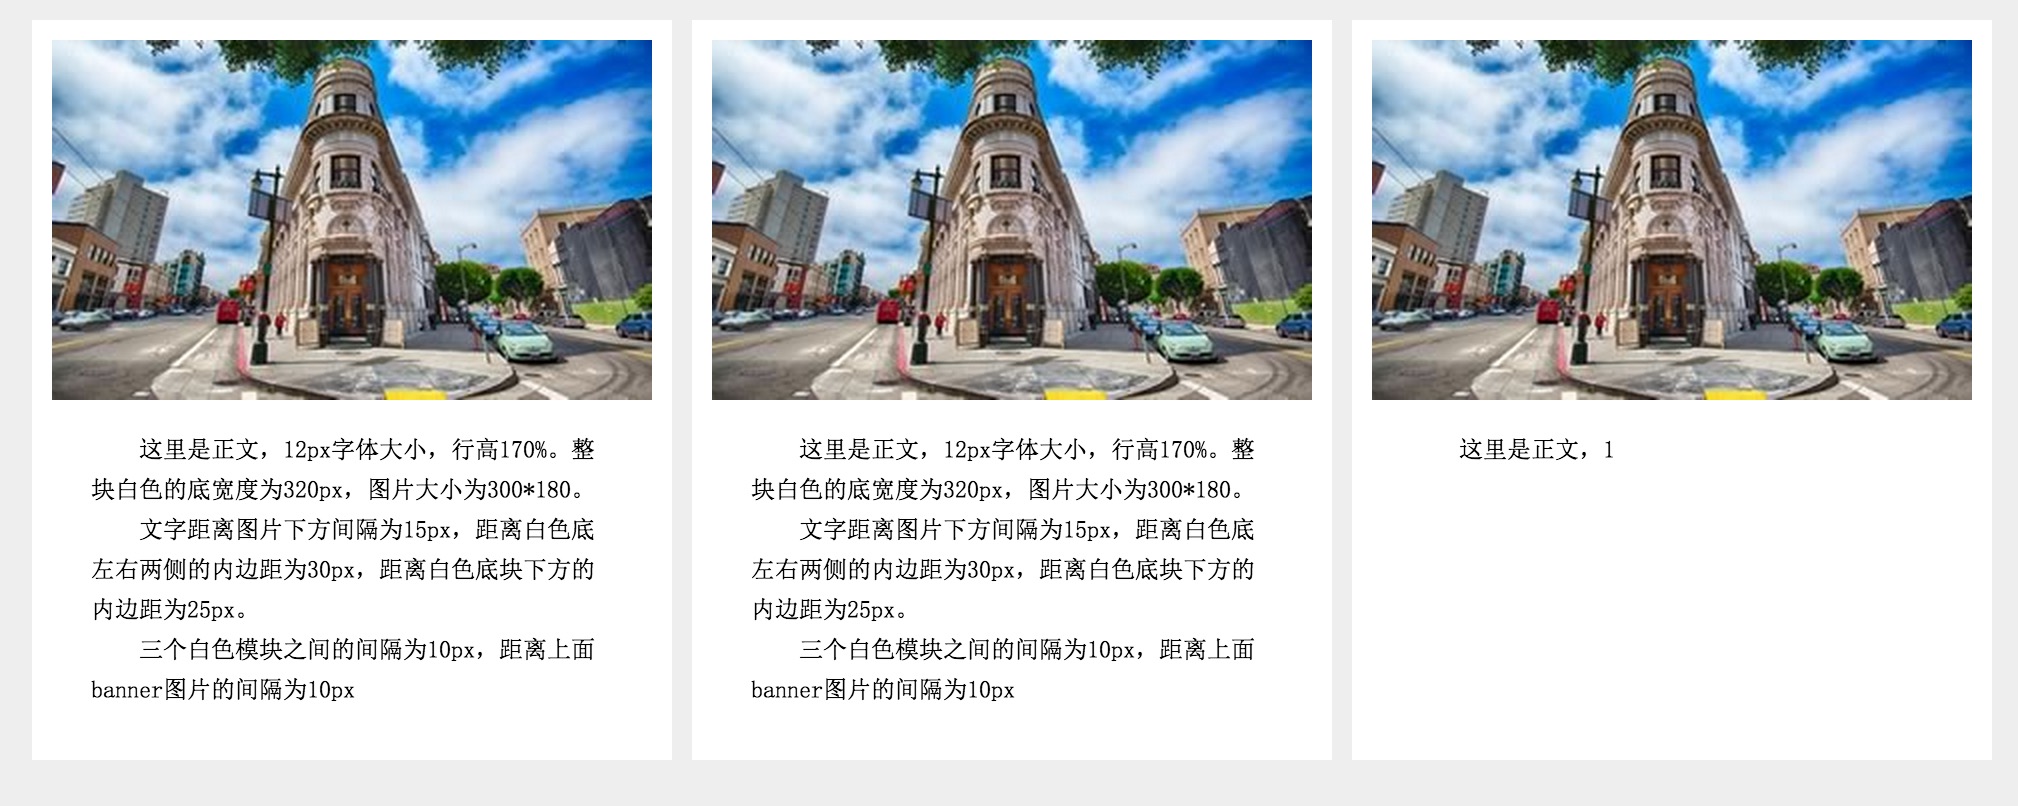 这里是正文，12px字体大小，行高170%。整
块白色的底宽度为320px，图片大小为300*180。
文字距离图片下方间隔为15px，距离白色底
左右两侧的内边距为30px，距离白色底块下方的
内边距为25px。
三个白色模块之间的间隔为10px，距离上面
banner图片的间隔为10px
这里是正文，12px字体大小，行高170%。整
块白色的底宽度为320px，图片大小为300*180。
文字距离图片下方间隔为15px，距离白色底
左右两侧的内边距为30px，距离白色底块下方的
内边距为25px。
三个白色模块之间的间隔为10px，距离上面
banner图片的间隔为10px
这里是正文，1